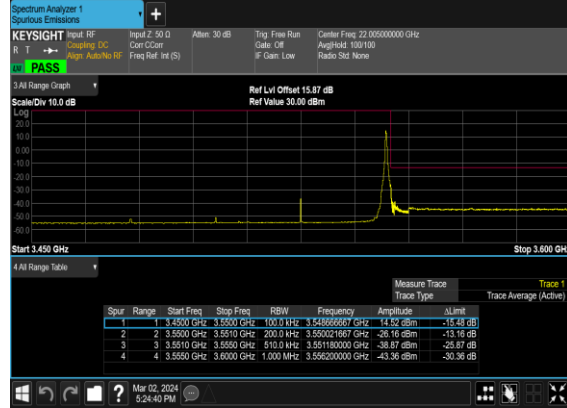 Spectrum Analyzer 1
Spurious Emissions
+
KEYSIGHT Input: RF Input Z: 50 Ω Atten: 30 dB Trig: Free Run Center Freq: 22.005000000 GHz
R T Coupling: DC Corr CCorr Gate: Off Avg|Hold: 100/100
Align: Auto/No RF Freq Ref: Int (S) IF Gain: Low Radio Std: None
LW PASS
3 All Range Graph
Ref Lvl Offset 15.87 dB
Scale/Div 10.0 dB Ref Value 30.00 dBm
Log
20.0
10.0
0.00
-10.0
-20.0
-30.0
-40.0
-50.0
-60.0
Start 3.450 GHz Stop 3.600 GHz
4 All Range Table
Measure Trace Trace 1
Trace Type Trace Average (Active)
Spur Range Start Freq Stop Freq RBW Frequency Amplitude ΔLimit
1 1 3.4500 GHz 3.5500 GHz 100.0 kHz 3.548666667 GHz 14.52 dBm -15.48 dB
2 2 3.5500 GHz 3.5510 GHz 200.0 kHz 3.550021667 GHz -26.16 dBm -13.16 dB
3 3 3.5510 GHz 3.5550 GHz 510.0 kHz 3.551180000 GHz -38.87 dBm -25.87 dB
4 4 3.5550 GHz 3.6000 GHz 1.000 MHz 3.556200000 GHz -43.36 dBm -30.36 dB
? Mar 02, 2024
5:24:40 PM